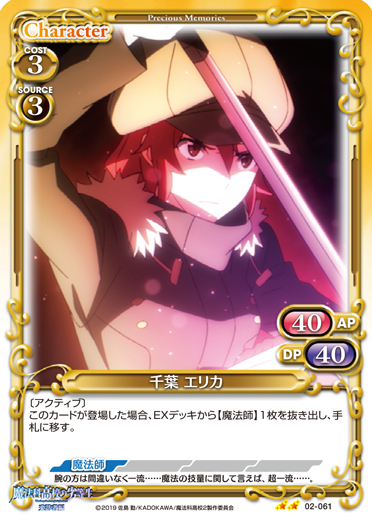 Precious Memories
Character
COST
3
SOURCE
3
40 AP
DP 40
千葉 エリカ
[アクティブ]
このカードが登場した場合、EXデッキから【魔法師】1枚を抜き出し、手
札に移す。
魔法師
腕の方は間違いなく一流……魔法の技量に関して言えば、超一流……。
魔法科高校の劣等生
来訪者編
©2019 佐島 勤/KADOKAWA/魔法科高校2製作委員会
02-061